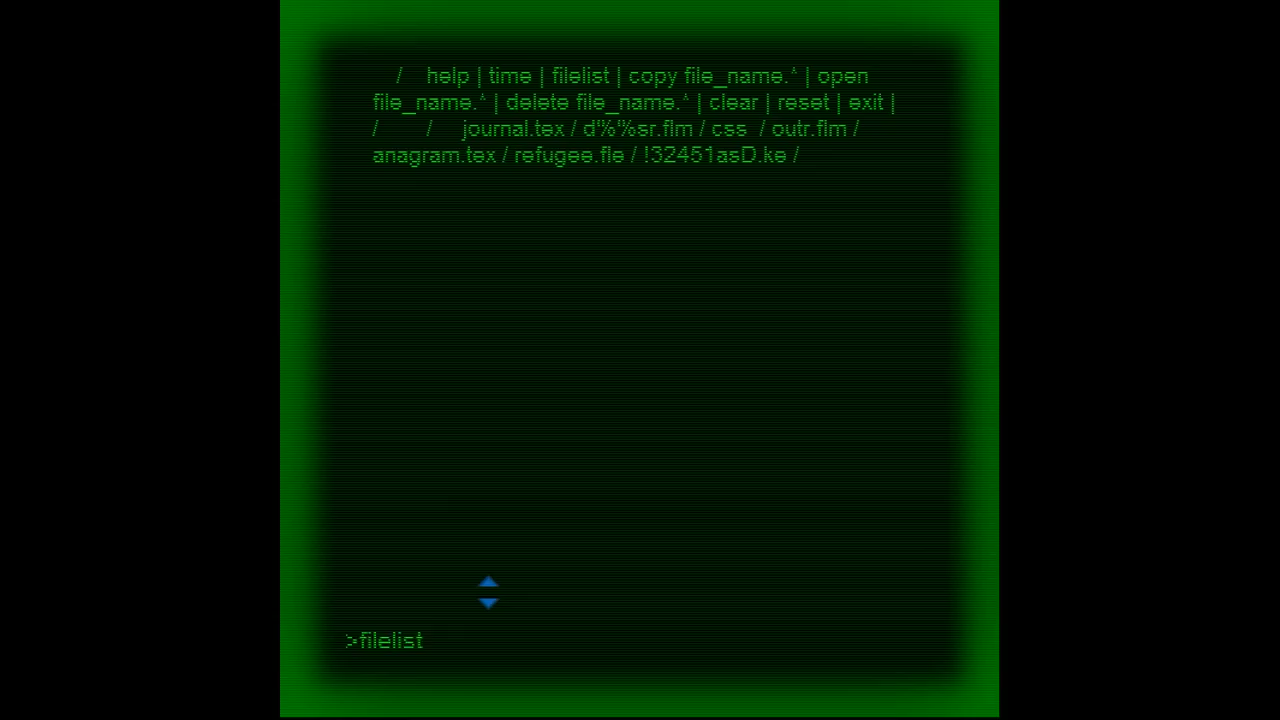 / help | time | filelist | copy file_name.* | open
file_name.* | delete file_name.* | clear | reset | exit |
/ / journal.tex / d'%'%sr.flm / css / outr.flm /
anagram.tex / refugee.fle / !32451asD.ke /
>filelist